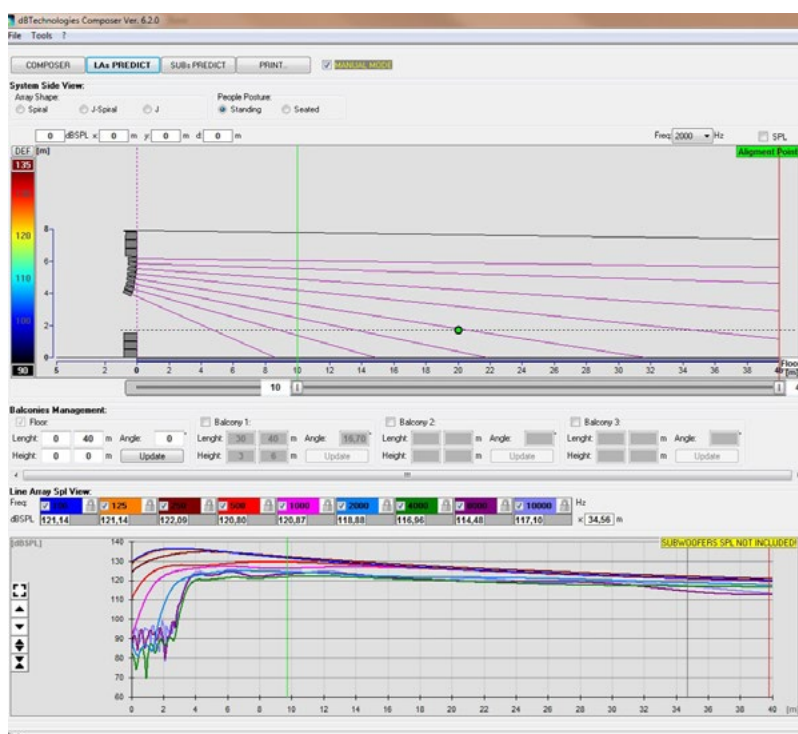 dBTechnologies Composer Ver. 6.2.0
File Tools ?
COMPOSER LAs PREDICT SUBs PREDICT PRINT.. MANUAL MODE
System Side View:
Array Shape: People Posture:
Spiral J-Spiral J Standing Seated
0 dBSPL x: 0 m y: 0 m d: 0 m Freq: 2000 Hz SPL
DEF [m] Aligment Point
135
120
110
100
90
8
6
4
2
0
5 2 0 2 4 6 8 10 12 14 16 18 20 22 24 26 28 30 32 34 36 38 40 [m]
Floor
10
Balconies Management:
Floor: Balcony 1: Balcony 2: Balcony 3:
Lenght: 0 40 m Angle: 0 ° Lenght: 30 40 m Angle: 16,70 ° Lenght: m Angle: ° Lenght: m Angle: °
Height: 0 0 m Update Height: 3 6 m Update Height: m Update Height: m Update
Line Array Spl View:
Freq: 125 500 1000 2000 4000 8000 10000 Hz
dBSPL 121,14 121,14 122,09 120,80 120,87 118,88 116,96 114,48 117,10 x: 34,56 m
[dBSPL] SUBWOOFERS SPL NOT INCLUDED!
140
130
120
110
100
90
80
70
60
0 2 4 6 8 10 12 14 16 18 20 22 24 26 28 30 32 34 36 38 40 [m]